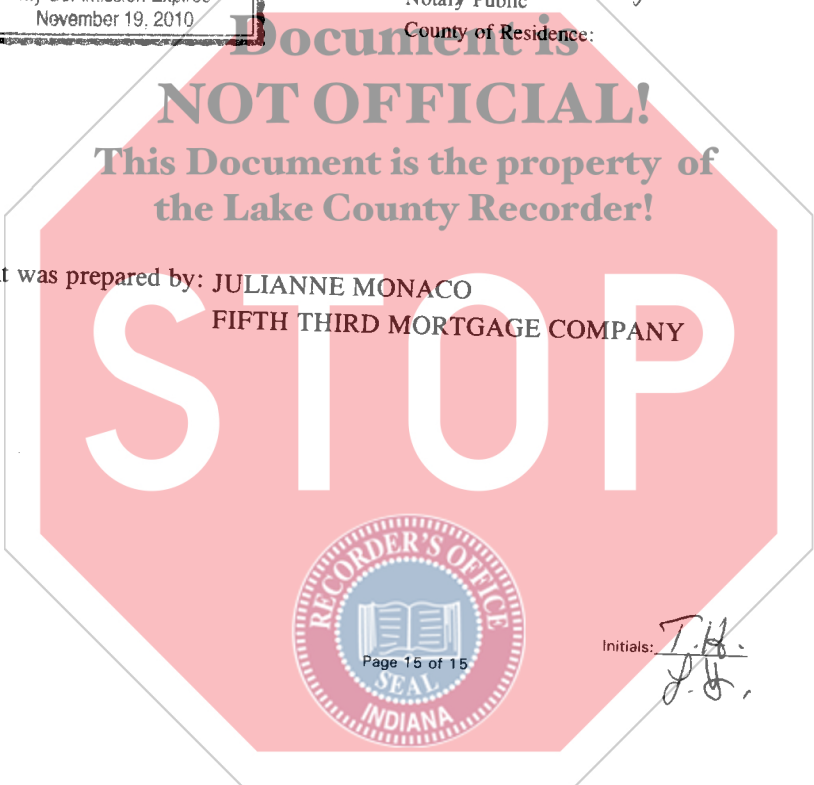 November 19, 2010
Notary Public
County of Residence:
Document is
NOT OFFICIAL!
This Document is the property of
the Lake County Recorder!
t was prepared by: JULIANNE MONACO
FIFTH THIRD MORTGAGE COMPANY
STOP
RECORDER'S OFFICE
Page 15 of 15
SEAL
INDIANA
Initials: T.H.
L.H.